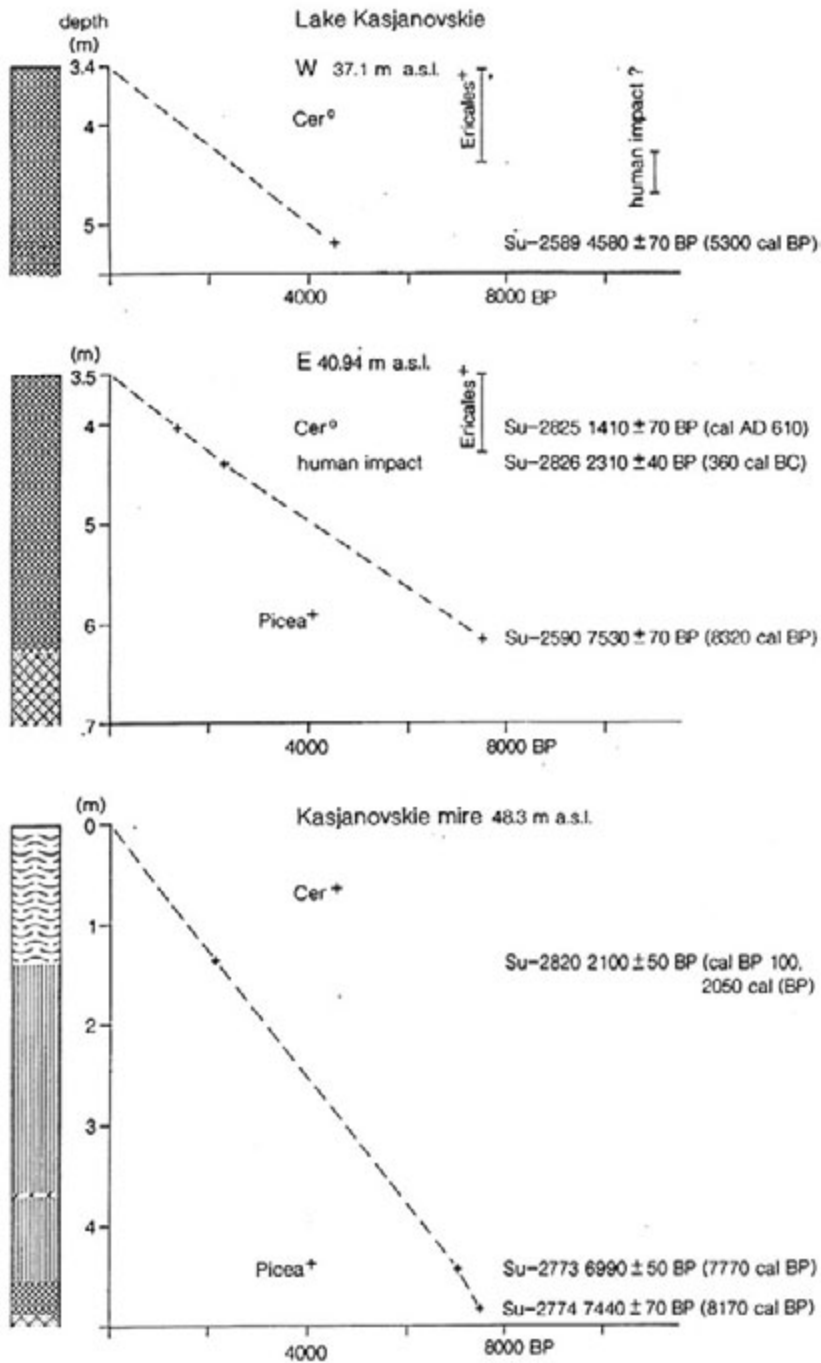 depth
(m)
Lake Kasjanovskie
3.4
W 37.1 m a.s.l.
Ericales+
human impact ?
Cer o
4
5
Su-2589 4580 ±70 BP (5300 cal BP)
4000 8000 BP
(m)
E 40.94 m a.s.l.
3.5
Ericales+
4
Cer o
Su-2825 1410 ±70 BP (cal AD 610)
human impact
Su-2826 2310 ±40 BP (360 cal BC)
5
Picea+
6
Su-2590 7530 ±70 BP (8320 cal BP)
7
4000 8000 BP
(m)
Kasjanovskie mire 48.3 m a.s.l.
0
Cer+
1
Su-2820 2100 ±50 BP (cal BP 100,
2050 cal (BP)
2
3
4
Picea+
Su-2773 6990 ±50 BP (7770 cal BP)
Su-2774 7440 ±70 BP (8170 cal BP)
4000 8000 BP